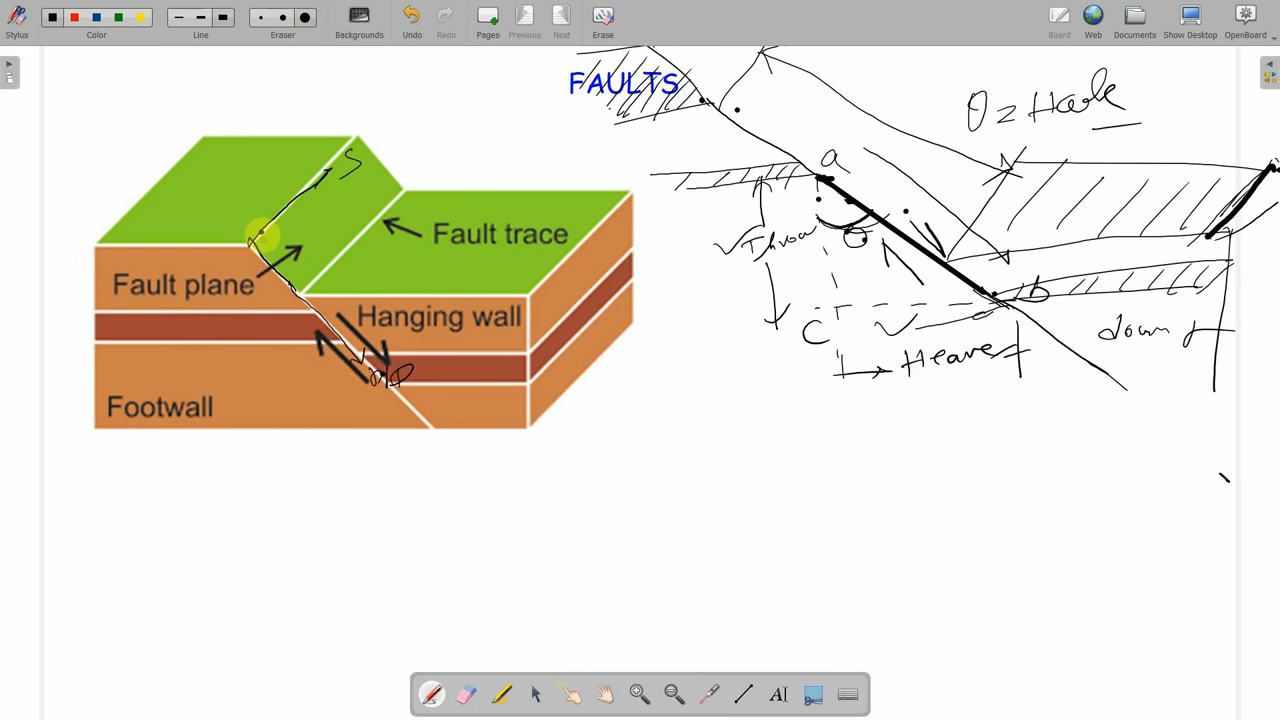 Stylus
Color
Line
Eraser
Backgrounds
Undo
Redo
Pages
Previous
Next
Erase
Board
Web
Documents
Show Desktop
OpenBoard
FAULTS
S
Fault trace
Fault plane
Hanging wall
Footwall
a
Throw
b
C
Heave
down
AI